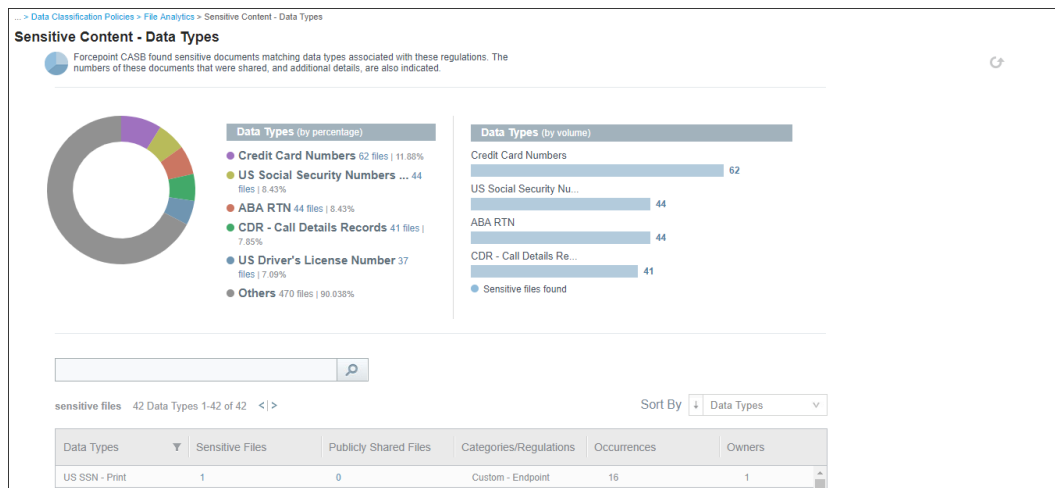 ... > Data Classification Policies > File Analytics > Sensitive Content - Data Types
Sensitive Content - Data Types
Forcepoint CASB found sensitive documents matching data types associated with these regulations. The
numbers of these documents that were shared, and additional details, are also indicated.
Data Types (by percentage)
Credit Card Numbers 62 files | 11.88%
US Social Security Numbers ... 44
files | 8.43%
ABA RTN 44 files | 8.43%
CDR - Call Details Records 41 files |
7.85%
US Driver's License Number 37
files | 7.09%
Others 470 files | 90.038%
Data Types (by volume)
Credit Card Numbers
62
US Social Security Nu...
44
ABA RTN
44
CDR - Call Details Re...
41
Sensitive files found
sensitive files 42 Data Types 1-42 of 42 < | >
Sort By Data Types
Data Types Sensitive Files Publicly Shared Files Categories/Regulations Occurrences Owners
US SSN - Print 1 0 Custom - Endpoint 16 1